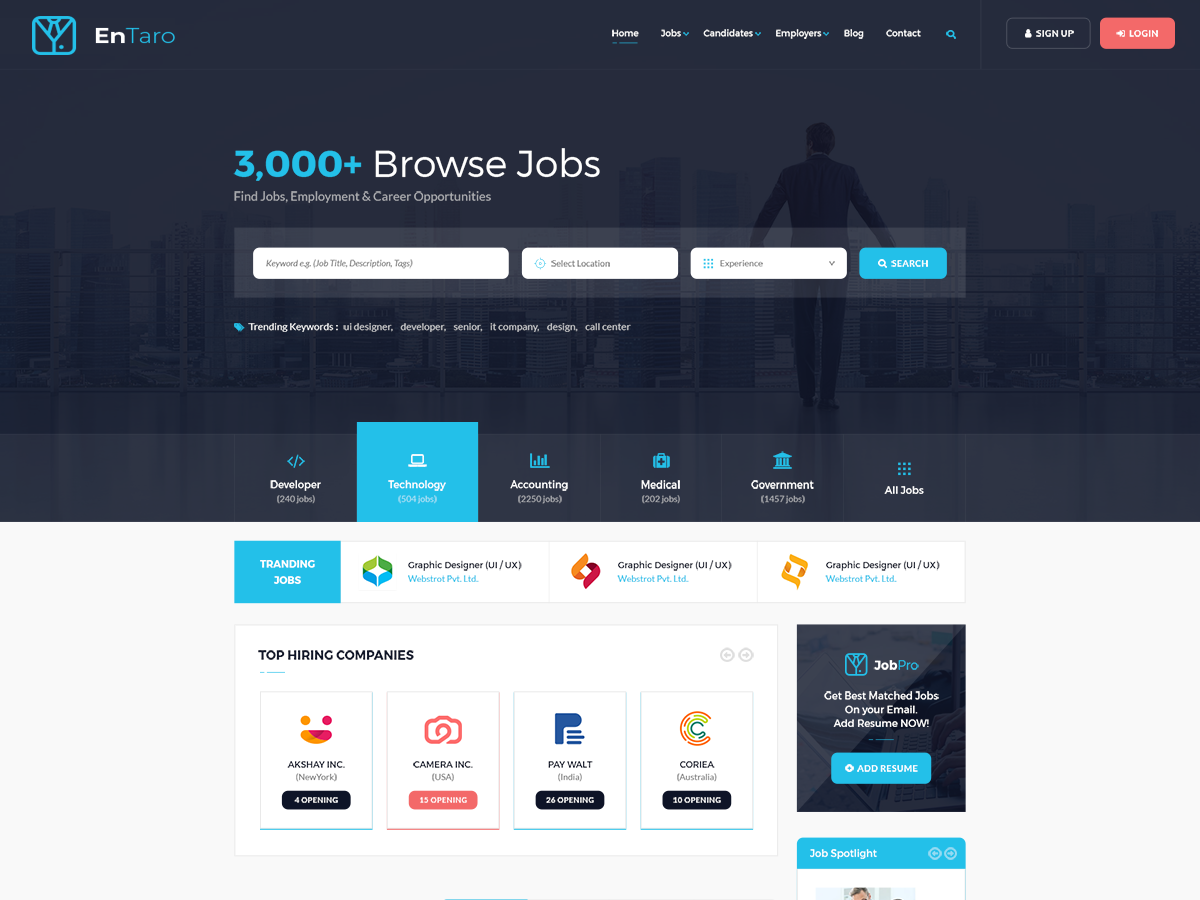 EnTaro
Home Jobs Candidates Employers Blog Contact
SIGN UP
LOGIN
3,000+ Browse Jobs
Find Jobs, Employment & Career Opportunities
Keyword e.g. (Job Title, Description, Tags)
Select Location
Experience
SEARCH
Trending Keywords : ui designer, developer, senior, it company, design, call center
Developer
(240 jobs)
Technology
(504 jobs)
Accounting
(2250 jobs)
Medical
(202 jobs)
Government
(1457 jobs)
All Jobs
TRANDING
JOBS
Graphic Designer (UI / UX)
Webstrot Pvt. Ltd.
Graphic Designer (UI / UX)
Webstrot Pvt. Ltd.
Graphic Designer (UI / UX)
Webstrot Pvt. Ltd.
TOP HIRING COMPANIES
AKSHAY INC.
(NewYork)
4 OPENING
CAMERA INC.
(USA)
15 OPENING
PAY WALT
(India)
26 OPENING
CORIEA
(Australia)
10 OPENING
JobPro
Get Best Matched Jobs
On your Email.
Add Resume NOW!
ADD RESUME
Job Spotlight